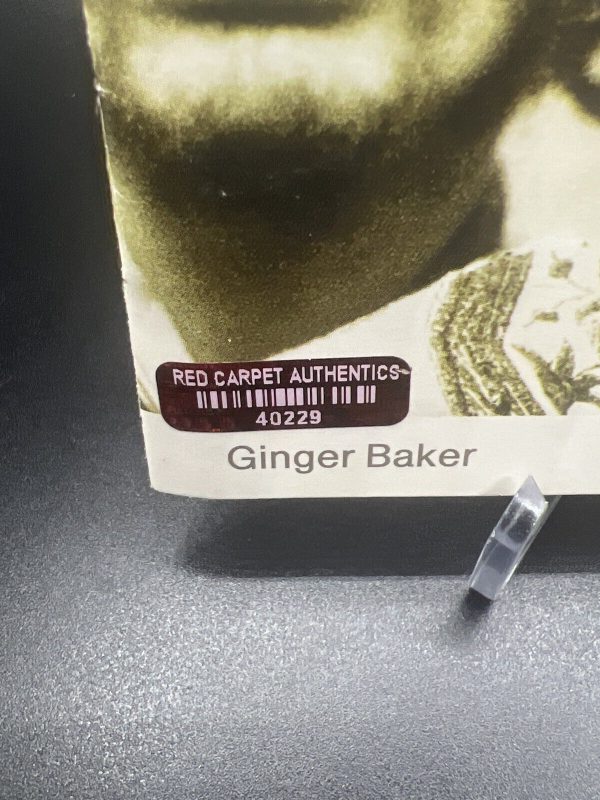 RED CARPET AUTHENTICS
40229
Ginger Baker